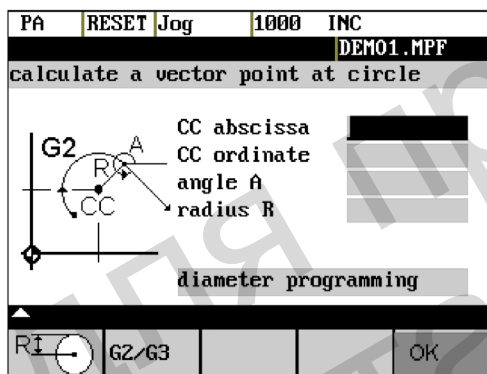 PA RESET Jog 1000 INC
DEMO1.MPF
calculate a vector point at circle
G2 R A CC
CC abscissa
CC ordinate
angle A
radius R
diameter programming
R G2/G3 OK